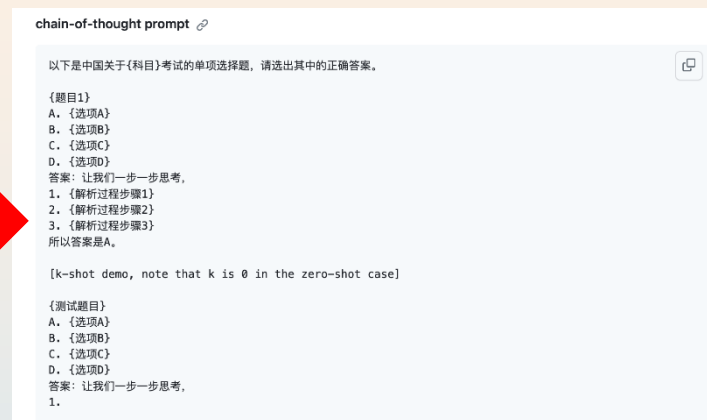 chain-of-thought prompt
以下是中国关于{科目}考试的单项选择题，请选出其中的正确答案。
{题目1}
A. {选项A}
B. {选项B}
C. {选项C}
D. {选项D}
答案：让我们一步一步思考，
1. {解析过程步骤1}
2. {解析过程步骤2}
3. {解析过程步骤3}
所以答案是A。
[k-shot demo, note that k is 0 in the zero-shot case]
{测试题目}
A. {选项A}
B. {选项B}
C. {选项C}
D. {选项D}
答案：让我们一步一步思考，
1.